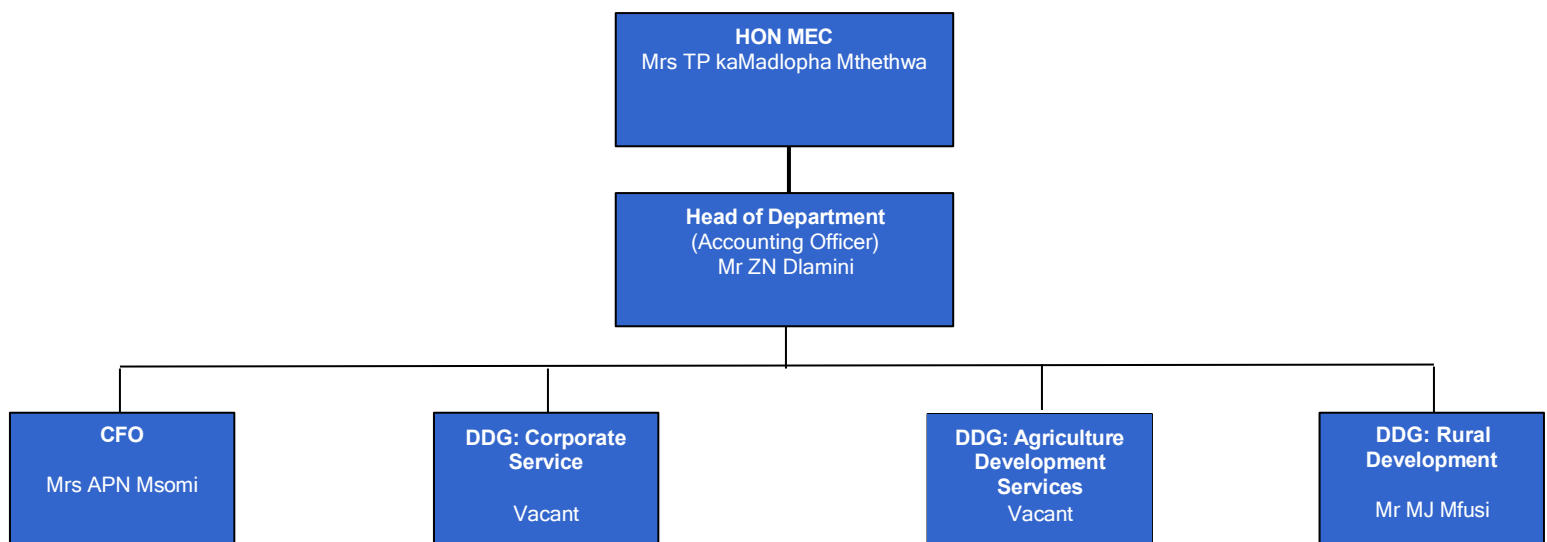 HON MEC
Mrs TP kaMadlopha Mthethwa
Head of Department
(Accounting Officer)
Mr ZN Dlamini
CFO
Mrs APN Msomi
DDG: Corporate
Service
Vacant
DDG: Agriculture
Development
Services
Vacant
DDG: Rural
Development
Mr MJ Mfusi